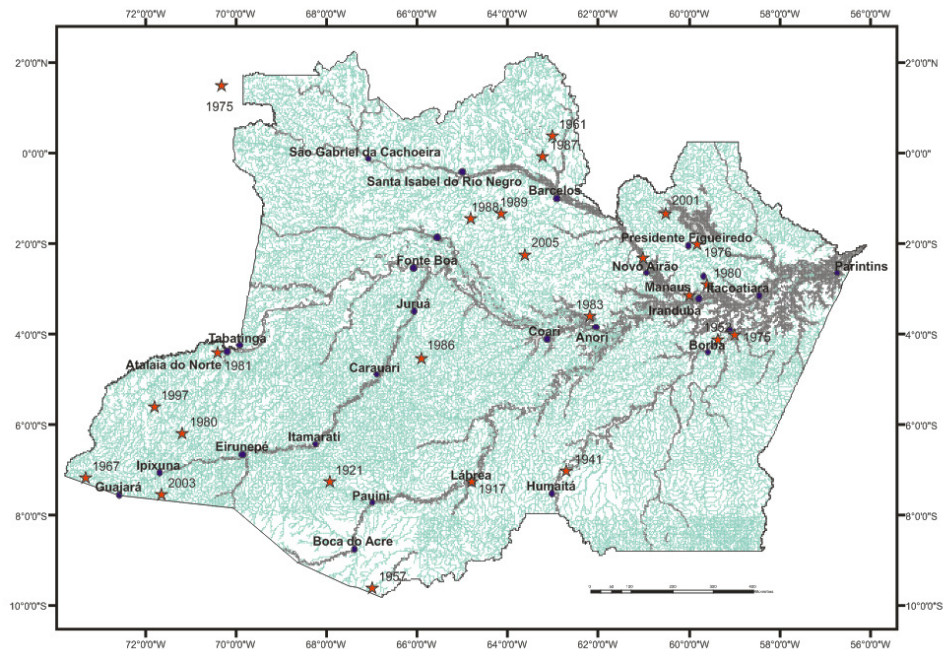 72°0'0"W 70°0'0"W 68°0'0"W 66°0'0"W 64°0'0"W 62°0'0"W 60°0'0"W 58°0'0"W 56°0'0"W
2°0'0"N 2°0'0"N
1975
1961
0°0'0" 0°0'0"
São Gabriel da Cachoeira
1987
Santa Isabel do Rio Negro
Barcelos
1988
1989
2001
2°0'0"S 2°0'0"S
Presidente Figueiredo
2005
1976
Fonte Boa
Novo Airão
1980
Parintins
Manaus
Itacoatiara
Juruá
1983
Iranduba
4°0'0"S 4°0'0"S
Tabatinga
Coari
Anori
1952
1975
Borba
Atalaia do Norte
1981
1986
Carauari
1997
1980
6°0'0"S 6°0'0"S
Itamarati
Eirunepé
Ipixuna
1967
1921
1941
Lábrea
Guajará
2003
1917
Humaitá
Pauini
8°0'0"S 8°0'0"S
Boca do Acre
1957
10°0'0"S 10°0'0"S
72°0'0"W 70°0'0"W 68°0'0"W 66°0'0"W 64°0'0"W 62°0'0"W 60°0'0"W 58°0'0"W 56°0'0"W